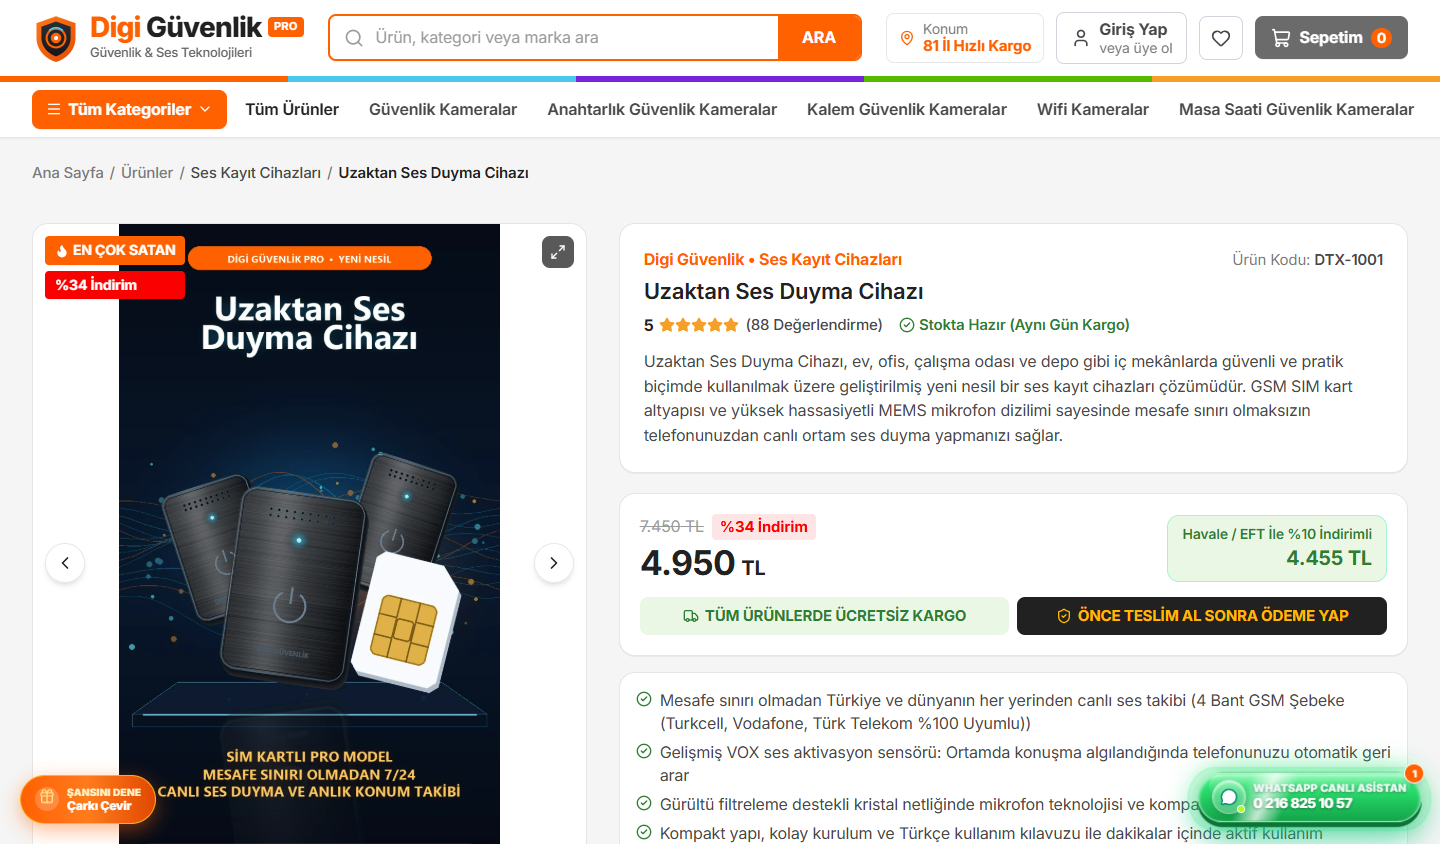 Digi Güvenlik PRO
Güvenlik & Ses Teknolojileri
Ürün, kategori veya marka ara
ARA
Konum
81 İl Hızlı Kargo
Giriş Yap
veya üye ol
Sepetim 0
Tüm Kategoriler
Tüm Ürünler
Güvenlik Kameralar
Anahtarlık Güvenlik Kameralar
Kalem Güvenlik Kameralar
Wifi Kameralar
Masa Saati Güvenlik Kameralar
Ana Sayfa / Ürünler / Ses Kayıt Cihazları / Uzaktan Ses Duyma Cihazı
EN ÇOK SATAN
%34 İndirim
DİGİ GÜVENLİK PRO • YENİ NESİL
Uzaktan Ses
Duyma Cihazı
SİM KARTLI PRO MODEL
MESAFE SINIRI OLMADAN 7/24
CANLI SES DUYMA VE ANLIK KONUM TAKİBİ
ŞANSINI DENE
Çarkı Çevir
Digi Güvenlik • Ses Kayıt Cihazları
Ürün Kodu: DTX-1001
Uzaktan Ses Duyma Cihazı
5 (88 Değerlendirme) Stokta Hazır (Aynı Gün Kargo)
Uzaktan Ses Duyma Cihazı, ev, ofis, çalışma odası ve depo gibi iç mekânlarda güvenli ve pratik
biçimde kullanılmak üzere geliştirilmiş yeni nesil bir ses kayıt cihazları çözümüdür. GSM SIM kart
altyapısı ve yüksek hassasiyetli MEMS mikrofon dizilimi sayesinde mesafe sınırı olmaksızın
telefonunuzdan canlı ortam ses duyma yapmanızı sağlar.
7.450 TL %34 İndirim
4.950 TL
Havale / EFT İle %10 İndirimli
4.455 TL
TÜM ÜRÜNLERDE ÜCRETSİZ KARGO
ÖNCE TESLİM AL SONRA ÖDEME YAP
Mesafe sınırı olmadan Türkiye ve dünyanın her yerinden canlı ses takibi (4 Bant GSM Şebeke
(Turkcell, Vodafone, Türk Telekom %100 Uyumlu))
Gelişmiş VOX ses aktivasyon sensörü: Ortamda konuşma algılandığında telefonunuzu otomatik geri
arar
Gürültü filtreleme destekli kristal netliğinde mikrofon teknolojisi ve
Kompakt yapı, kolay kurulum ve Türkçe kullanım kılavuzu ile dakikalar içinde aktif kullanım
WHATSAPP CANLI ASİSTAN
0 216 825 10 57
1